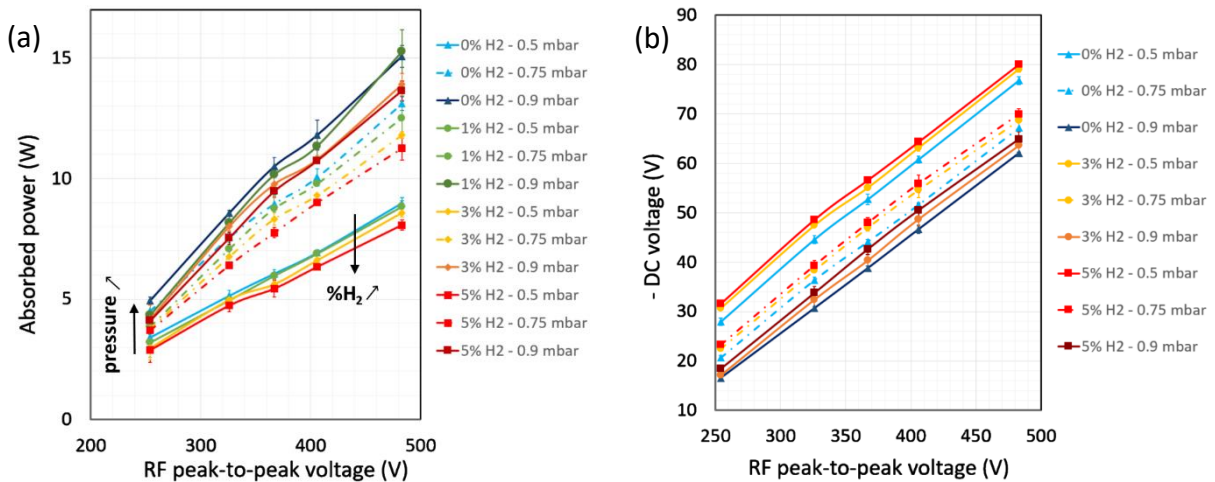 (a)
Absorbed power (W)
15
10
5
0
200
300
400
500
RF peak-to-peak voltage (V)
pressure ↗
%H₂ ↗
0% H2 - 0.5 mbar
0% H2 - 0.75 mbar
0% H2 - 0.9 mbar
1% H2 - 0.5 mbar
1% H2 - 0.75 mbar
1% H2 - 0.9 mbar
3% H2 - 0.5 mbar
3% H2 - 0.75 mbar
3% H2 - 0.9 mbar
5% H2 - 0.5 mbar
5% H2 - 0.75 mbar
5% H2 - 0.9 mbar
(b)
- DC voltage (V)
90
80
70
60
50
40
30
20
10
250
300
350
400
450
500
RF peak-to-peak voltage (V)
0% H2 - 0.5 mbar
0% H2 - 0.75 mbar
0% H2 - 0.9 mbar
3% H2 - 0.5 mbar
3% H2 - 0.75 mbar
3% H2 - 0.9 mbar
5% H2 - 0.5 mbar
5% H2 - 0.75 mbar
5% H2 - 0.9 mbar